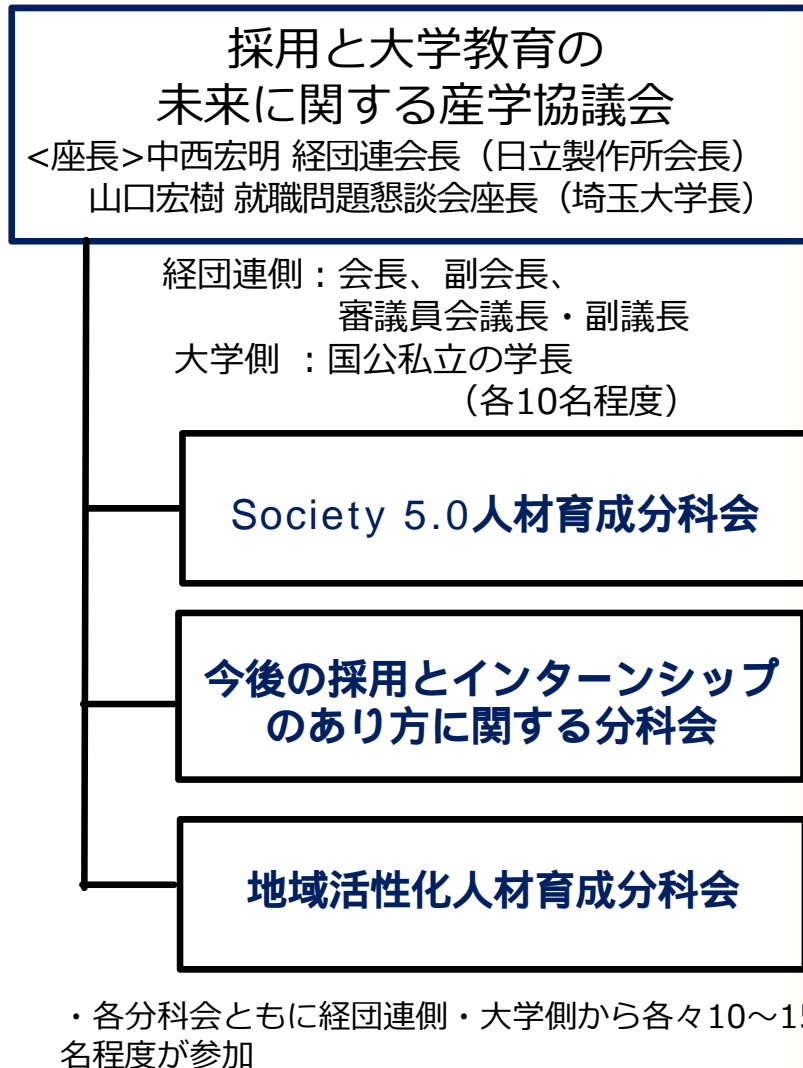 採用と大学教育の
未来に関する産学協議会
<座長>中西宏明 経団連会長（日立製作所会長）
山口宏樹 就職問題懇談会座長（埼玉大学長）
経団連側：会長、副会長、
審議員会議長・副議長
大学側 ：国公私立の学長
（各10名程度）
Society 5.0人材育成分科会
今後の採用とインターンシップ
のあり方に関する分科会
地域活性化人材育成分科会
・各分科会ともに経団連側・大学側から各々10～15
名程度が参加